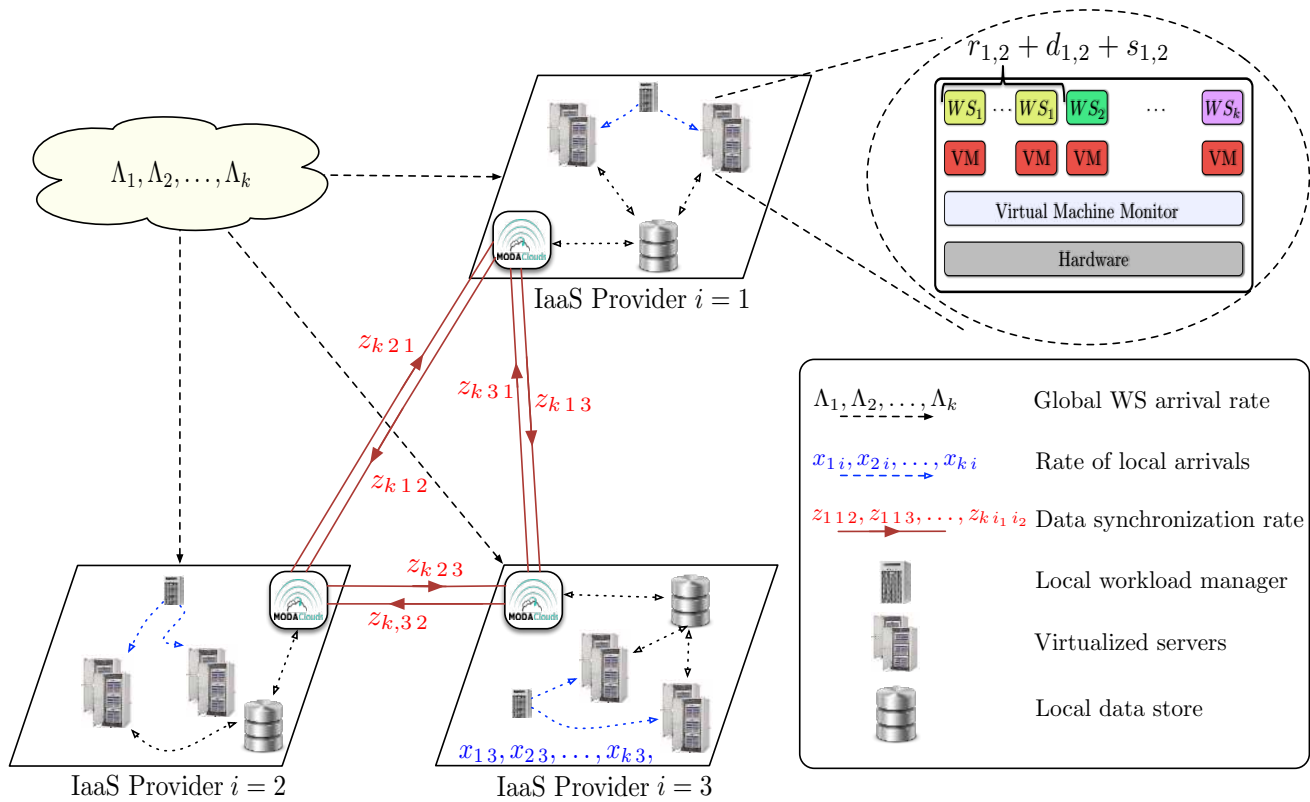 r_{1,2} + d_{1,2} + s_{1,2}
WS_1 ... WS_1 WS_2 ... WS_k
VM VM VM VM
Virtual Machine Monitor
Hardware
Λ_1, Λ_2, . . . , Λ_k
MODAClouds
IaaS Provider i = 1
z_{k 2 1}
z_{k 3 1}
z_{k 1 3}
z_{k 1 2}
z_{k 2 3}
z_{k,3 2}
MODAClouds
MODAClouds
x_{1 3}, x_{2 3}, . . . , x_{k 3},
IaaS Provider i = 2
IaaS Provider i = 3
Λ_1, Λ_2, . . . , Λ_k Global WS arrival rate
x_{1 i}, x_{2 i}, . . . , x_{k i} Rate of local arrivals
z_{1 1 2}, z_{1 1 3}, . . . , z_{k i_1 i_2} Data synchronization rate
Local workload manager
Virtualized servers
Local data store